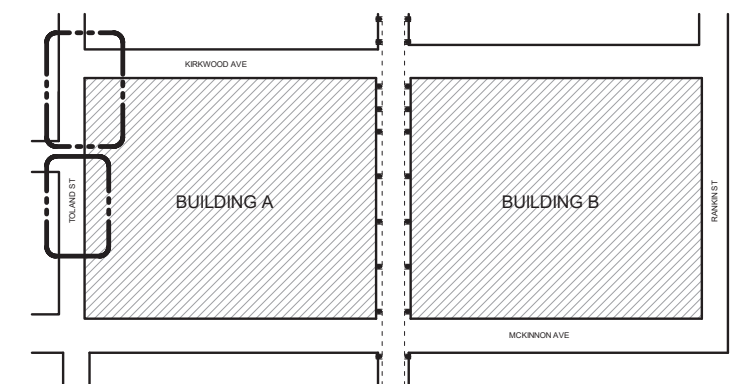 KIRKWOOD AVE
TOLAND ST
BUILDING A
BUILDING B
RANKIN ST
MCKINNON AVE